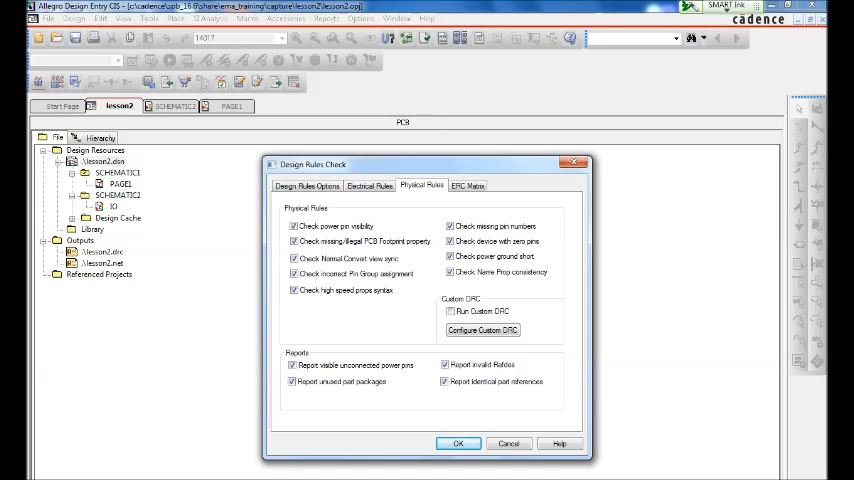 Allegro Design Entry CIS - [c:\cadence\spb_16.6\share\ema_training\capture\lesson2\lesson2.opj]
SMART Ink
File Design Edit View Tools Place SI Analysis Macro Accessories Reports Options Window Help
cādence
14017
Start Page lesson2 SCHEMATIC2 PAGE1
PCB
File Hierarchy
Design Resources
.\lesson2.dsn
SCHEMATIC1
PAGE1
SCHEMATIC2
IO
Design Cache
Library
Outputs
.\lesson2.drc
.\lesson2.net
Referenced Projects
Design Rules Check
Design Rules Options Electrical Rules Physical Rules ERC Matrix
Physical Rules
Check power pin visibility
Check missing/illegal PCB Footprint property
Check Normal Convert view sync
Check incorrect Pin Group assignment
Check high speed props syntax
Check missing pin numbers
Check device with zero pins
Check power ground short
Check Name Prop consistency
Custom DRC
Run Custom DRC
Configure Custom DRC
Reports
Report visible unconnected power pins
Report unused part packages
Report invalid Refdes
Report identical part references
OK Cancel Help